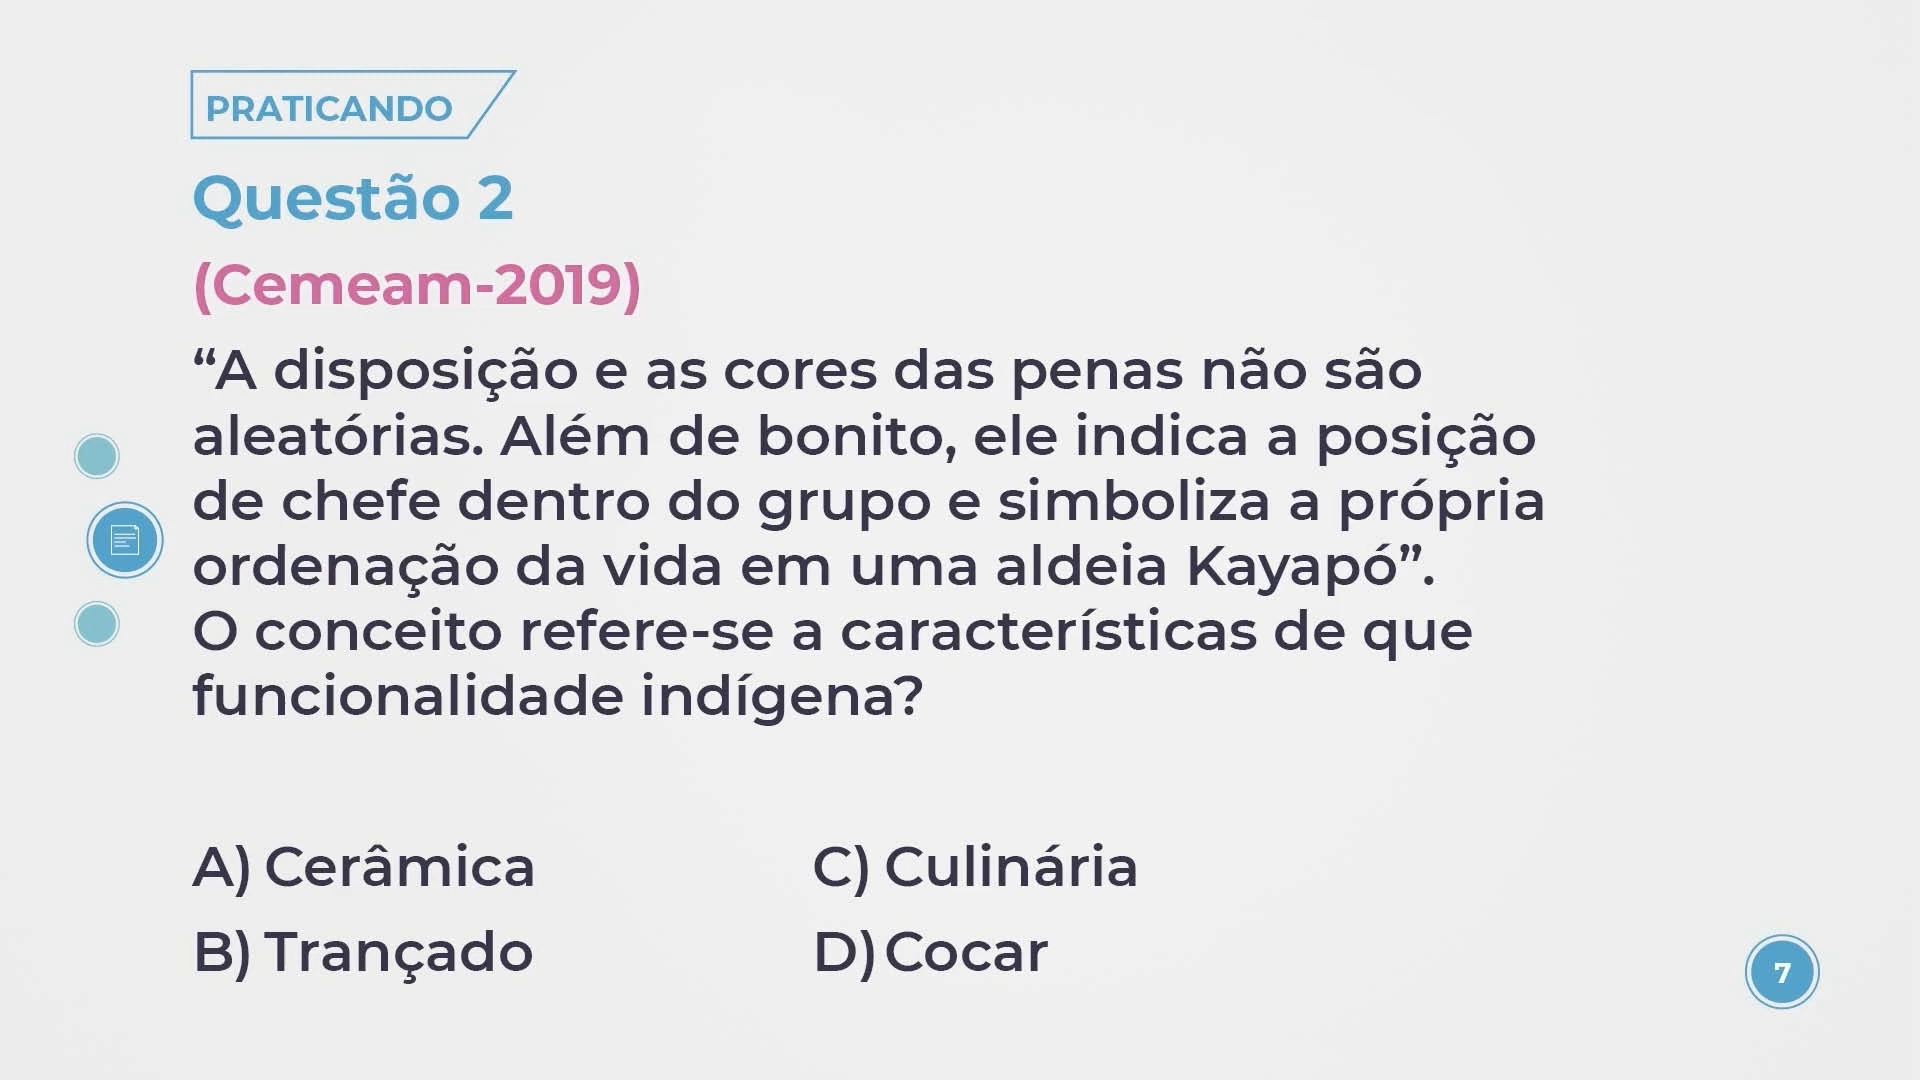 PRATICANDO
Questão 2
(Cemeam-2019)
“A disposição e as cores das penas não são
aleatórias. Além de bonito, ele indica a posição
de chefe dentro do grupo e simboliza a própria
ordenação da vida em uma aldeia Kayapó”.
O conceito refere-se a características de que
funcionalidade indígena?
A) Cerâmica
B) Trançado
C) Culinária
D) Cocar
7